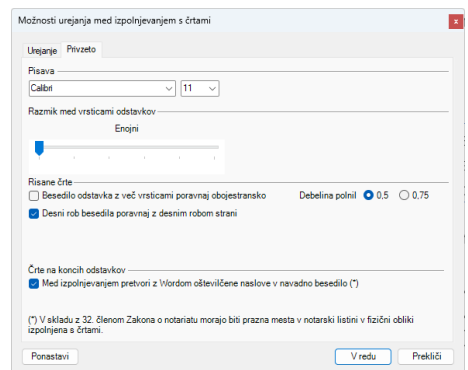 Možnosti urejanja med izpolnjevanjem s črtami
x
Urejanje Privzeto
Pisava
Calibri 11
Razmik med vrsticami odstavkov
Enojni
Risane črte
Besedilo odstavka z več vrsticami poravnaj obojestransko Debelina polnil 0,5 0,75
Desni rob besedila poravnaj z desnim robom strani
Črte na koncih odstavkov
Med izpolnjevanjem pretvori z Wordom oštevilčene naslove v navadno besedilo (*)
(*) V skladu z 32. členom Zakona o notariatu morajo biti prazna mesta v notarski listini v fizični obliki
izpolnjena s črtami.
Ponastavi V redu Prekliči